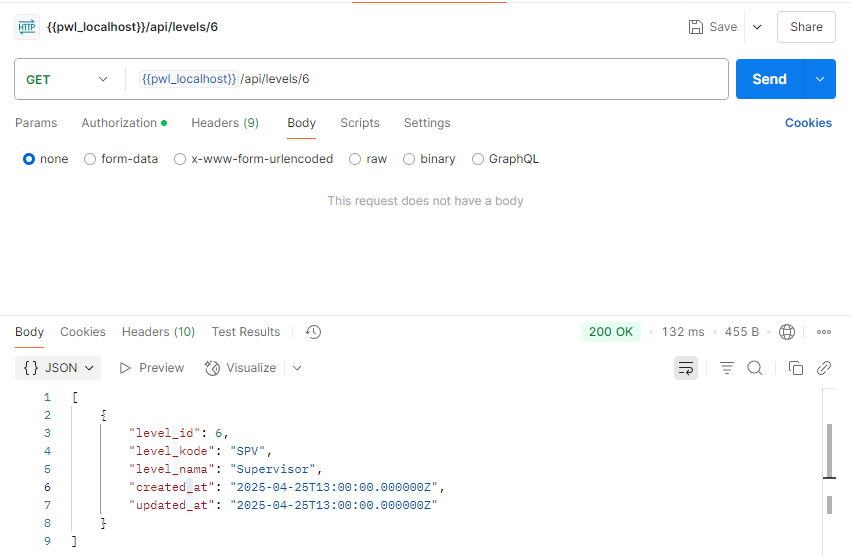 HTTP {{pwl_localhost}}/api/levels/6 Save Share
GET {{pwl_localhost}} /api/levels/6 Send
Params Authorization Headers (9) Body Scripts Settings Cookies
none form-data x-www-form-urlencoded raw binary GraphQL
This request does not have a body
Body Cookies Headers (10) Test Results 200 OK • 132 ms • 455 B
{} JSON Preview Visualize
1 [
2 {
3 "level_id": 6,
4 "level_kode": "SPV",
5 "level_nama": "Supervisor",
6 "created_at": "2025-04-25T13:00:00.000000Z",
7 "updated_at": "2025-04-25T13:00:00.000000Z"
8 }
9 ]